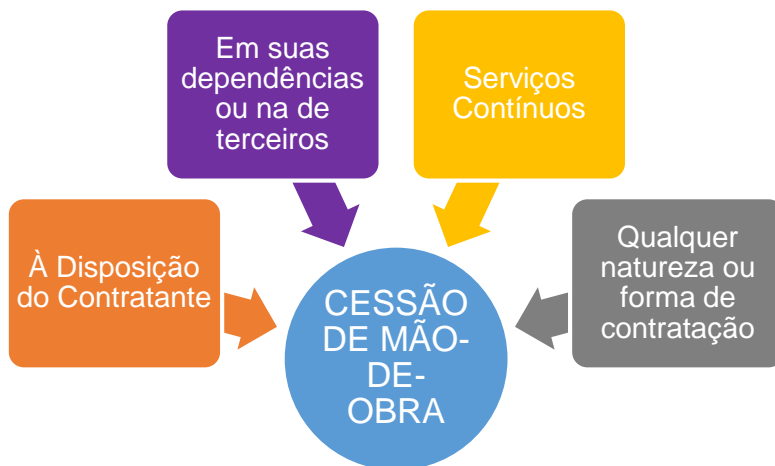 Em suas
dependências
ou na de
terceiros
Serviços
Contínuos
À Disposição
do Contratante
Qualquer
natureza ou
forma de
contratação
CESSÃO
DE MÃO-
DE-
OBRA